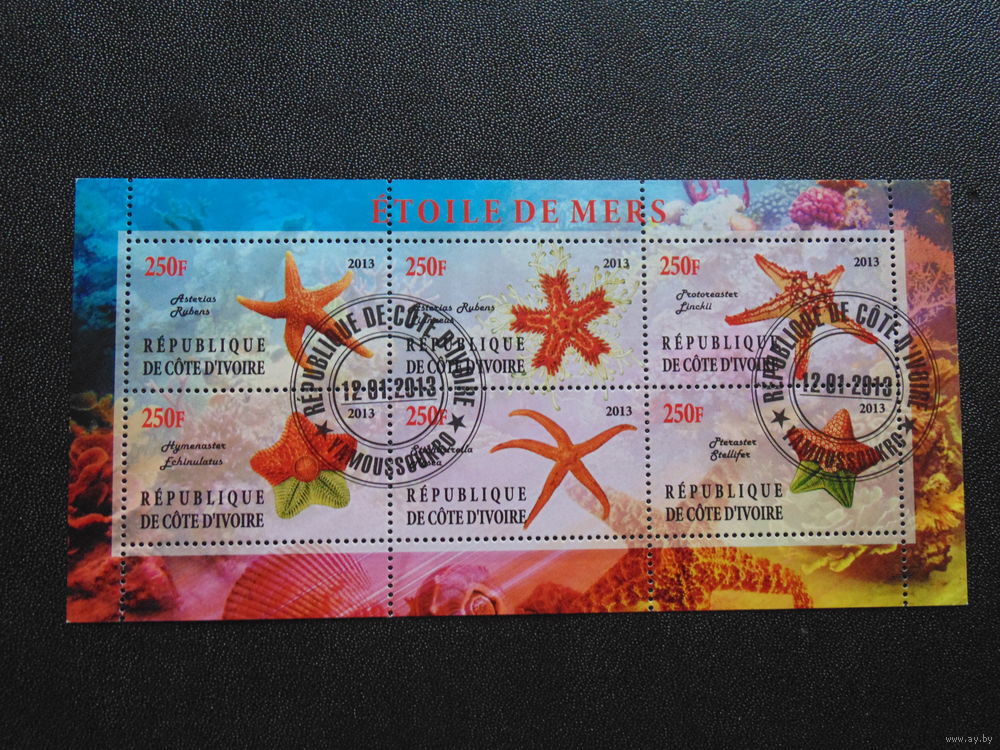 ÉTOILE DE MERS
250F 2013
Asterias
Rubens
RÉPUBLIQUE
DE CÔTE D'IVOIRE
250F 2013
Asterias Rubens
RÉPUBLIQUE
DE CÔTE D'IVOIRE
250F 2013
Protoreaster
Linckii
RÉPUBLIQUE
DE CÔTE D'IVOIRE
250F 2013
Hymenaster
Echinulatus
RÉPUBLIQUE
DE CÔTE D'IVOIRE
250F 2013
RÉPUBLIQUE
DE CÔTE D'IVOIRE
250F 2013
Pteraster
Stellifer
RÉPUBLIQUE
DE CÔTE D'IVOIRE
RÉPUBLIQUE DE CÔTE-D'IVOIRE
12-01-2013
★ YAMOUSSOUKRO ★
RÉPUBLIQUE DE CÔTE-D'IVOIRE
12-01-2013
★ YAMOUSSOUKRO ★
www.ay.by